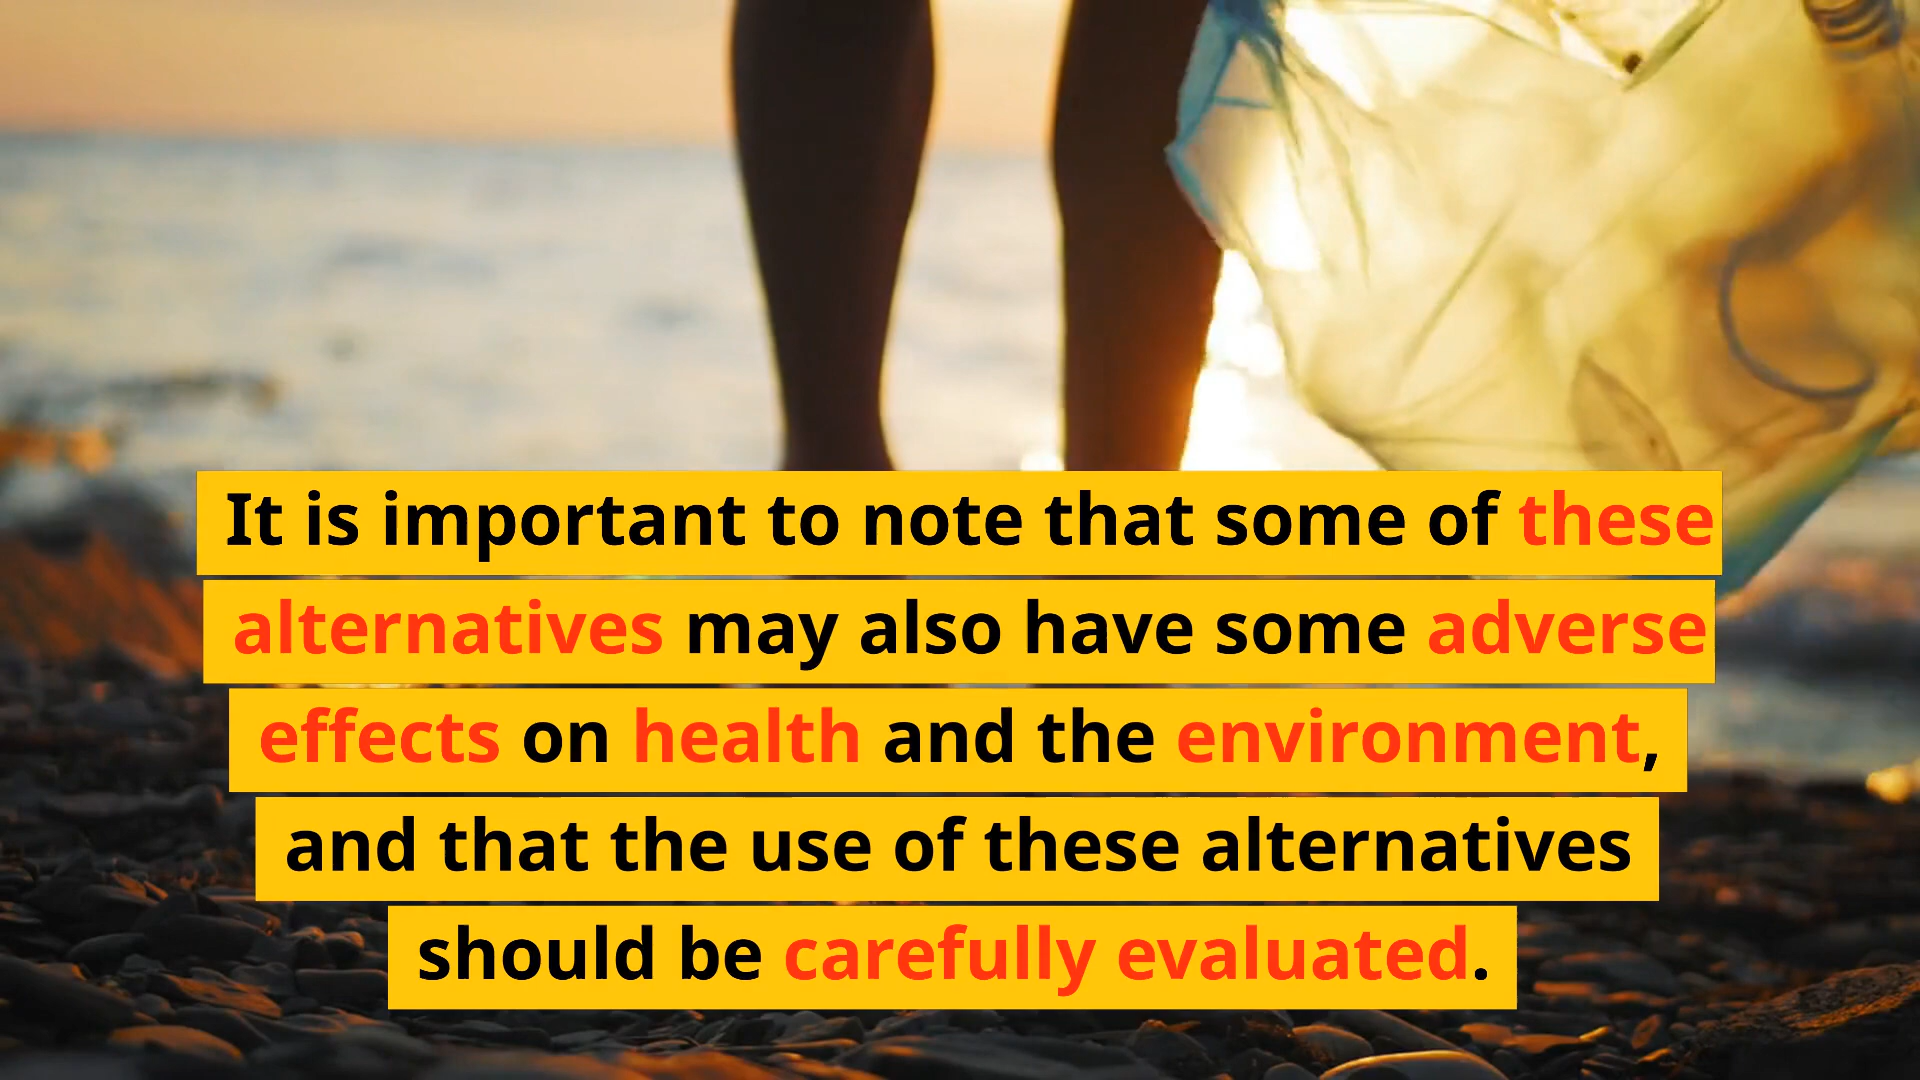 It is important to note that some of these
alternatives may also have some adverse
effects on health and the environment,
and that the use of these alternatives
should be carefully evaluated.